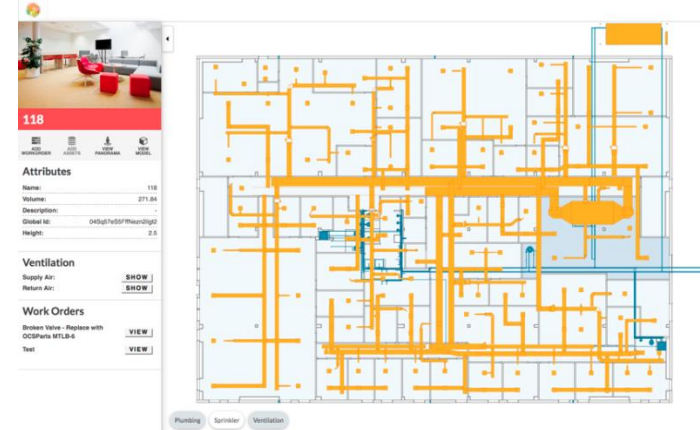 118
ADD WORKORDER
ADD ASSETS
VIEW PANORAMA
VIEW MODEL
Attributes
Name: 118
Volume: 271.84
Description: -
Global Id:
Height: 2.5
Ventilation
Supply Air: SHOW
Return Air: SHOW
Work Orders
Broken Valve - Replace with
OCSParts MTLB-6 VIEW
Test VIEW
Plumbing Sprinkler Ventilation